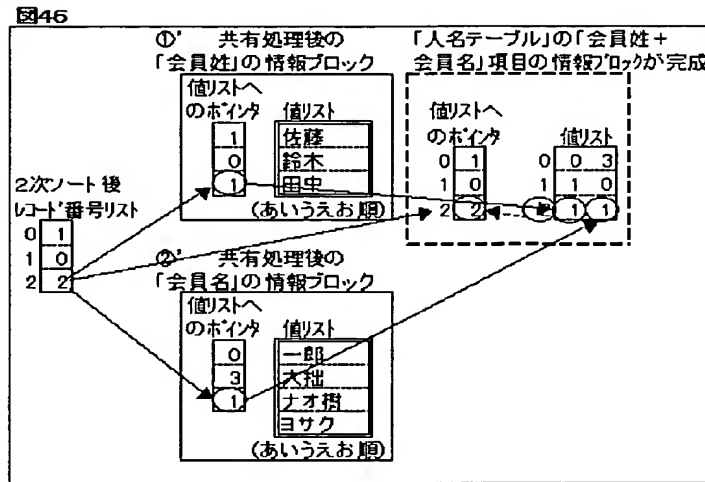 図46
①' 共有処理後の
「会員姓」の情報ブロック
値リストへ
のポインタ 値リスト
1 佐藤
0 鈴木
1 田中
(あいうえお順)
「人名テーブル」の「会員姓+
会員名」項目の情報ブロックが完成
値リストへ
のポインタ 値リスト
0 1 0 0 3
1 0 1 1 0
2 2 2 1 1
2次ソート後
レコード番号リスト
0 1
1 0
2 2
②' 共有処理後の
「会員名」の情報ブロック
値リストへ
のポインタ 値リスト
0 一郎
3 大拙
1 ナオ樹
ヨサク
(あいうえお順)